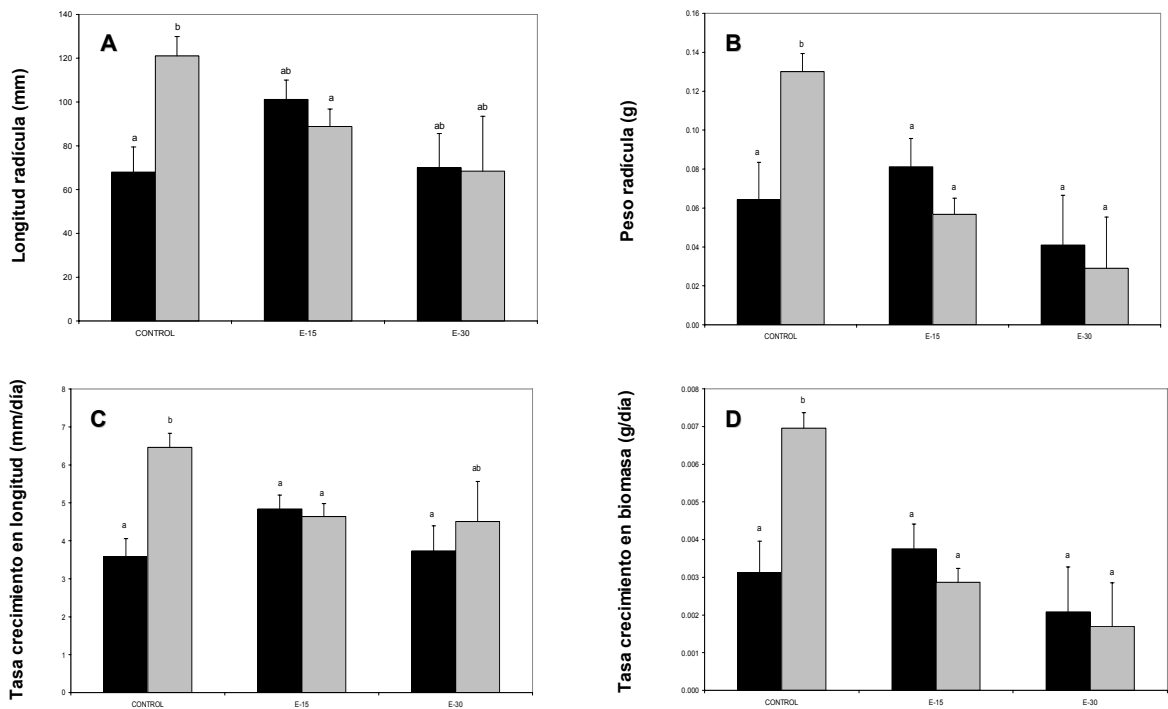 A
Longitud radícula (mm)
140
120
100
80
60
40
20
0
a
b
ab
a
ab
ab
CONTROL
E-15
E-30
B
Peso radícula (g)
0.16
0.14
0.12
0.10
0.08
0.06
0.04
0.02
0.00
a
b
a
a
a
a
CONTROL
E-15
E-30
C
Tasa crecimiento en longitud (mm/día)
8
7
6
5
4
3
2
1
0
a
b
a
a
a
ab
CONTROL
E-15
E-30
D
Tasa crecimiento en biomasa (g/día)
0.008
0.007
0.006
0.005
0.004
0.003
0.002
0.001
0.000
a
b
a
a
a
a
CONTROL
E-15
E-30